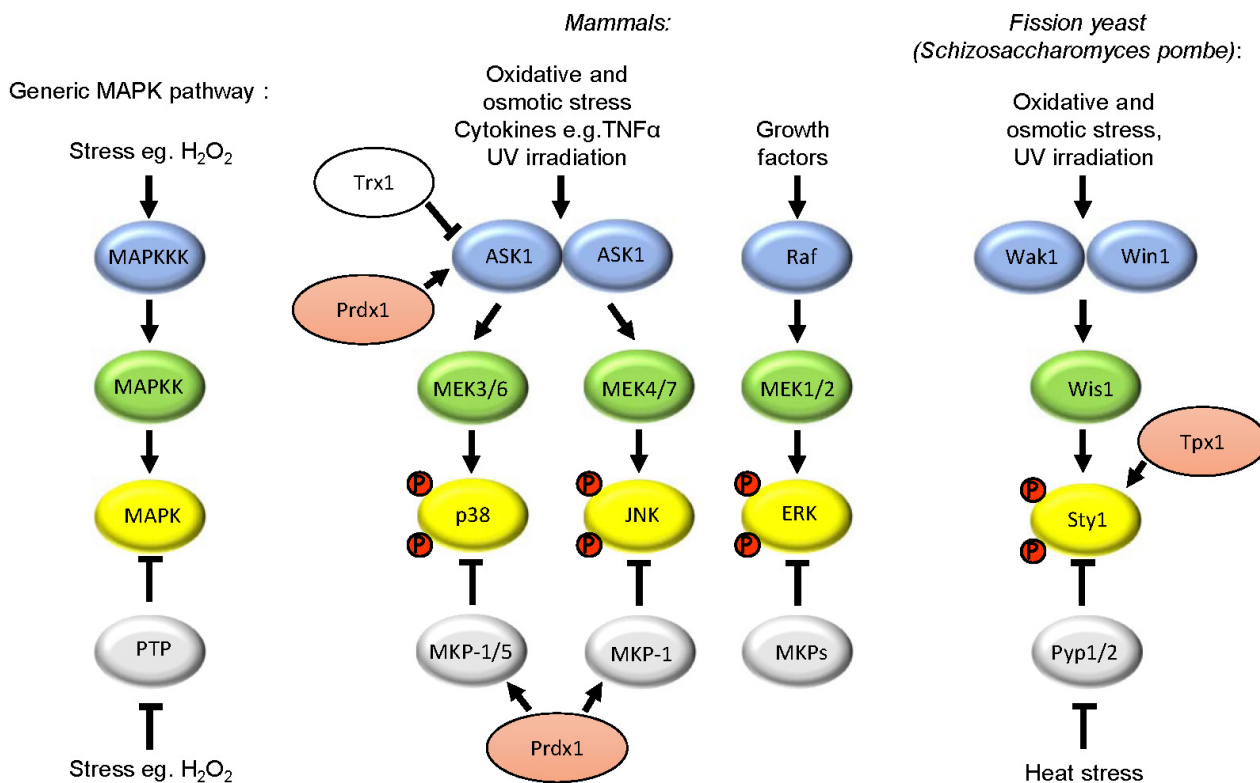 Generic MAPK pathway :
Stress eg. H₂O₂
MAPKKK
MAPKK
MAPK
PTP
Stress eg. H₂O₂
Mammals:
Oxidative and
osmotic stress
Cytokines e.g.TNFα
UV irradiation
Trx1
Prdx1
ASK1
ASK1
MEK3/6
MEK4/7
P
P
p38
P
P
JNK
MKP-1/5
MKP-1
Prdx1
Growth
factors
Raf
MEK1/2
P
P
ERK
MKPs
Fission yeast
(Schizosaccharomyces pombe):
Oxidative and
osmotic stress,
UV irradiation
Wak1
Win1
Wis1
Tpx1
P
P
Sty1
Pyp1/2
Heat stress